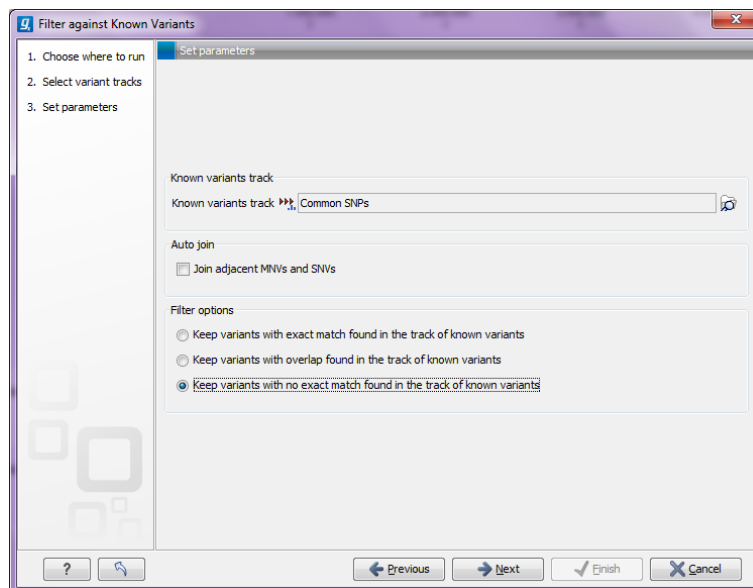 Filter against Known Variants
1. Choose where to run
2. Select variant tracks
3. Set parameters
Set parameters
Known variants track
Known variants track Common SNPs
Auto join
Join adjacent MNVs and SNVs
Filter options
Keep variants with exact match found in the track of known variants
Keep variants with overlap found in the track of known variants
Keep variants with no exact match found in the track of known variants
? Previous Next Finish Cancel